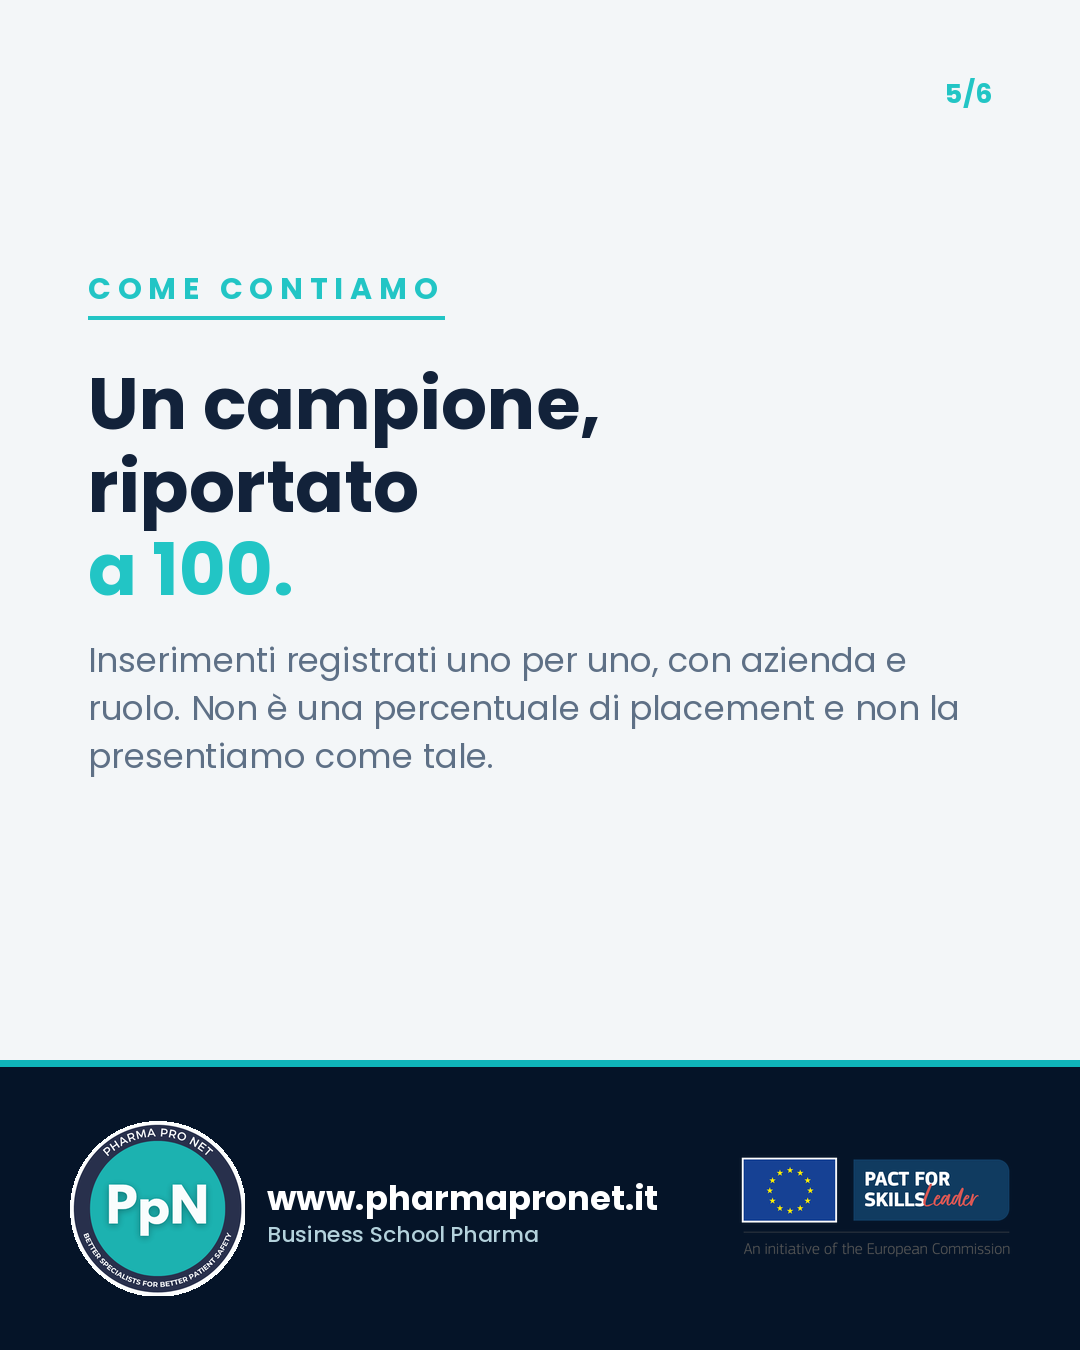 5/6
COME CONTIAMO
Un campione,
riportato
a 100.
Inserimenti registrati uno per uno, con azienda e
ruolo. Non è una percentuale di placement e non la
presentiamo come tale.
PHARMA PRO NET
PpN
BETTER SPECIALISTS FOR BETTER PATIENT SAFETY
www.pharmapronet.it
Business School Pharma
PACT FOR
SKILLS Leader
An initiative of the European Commission